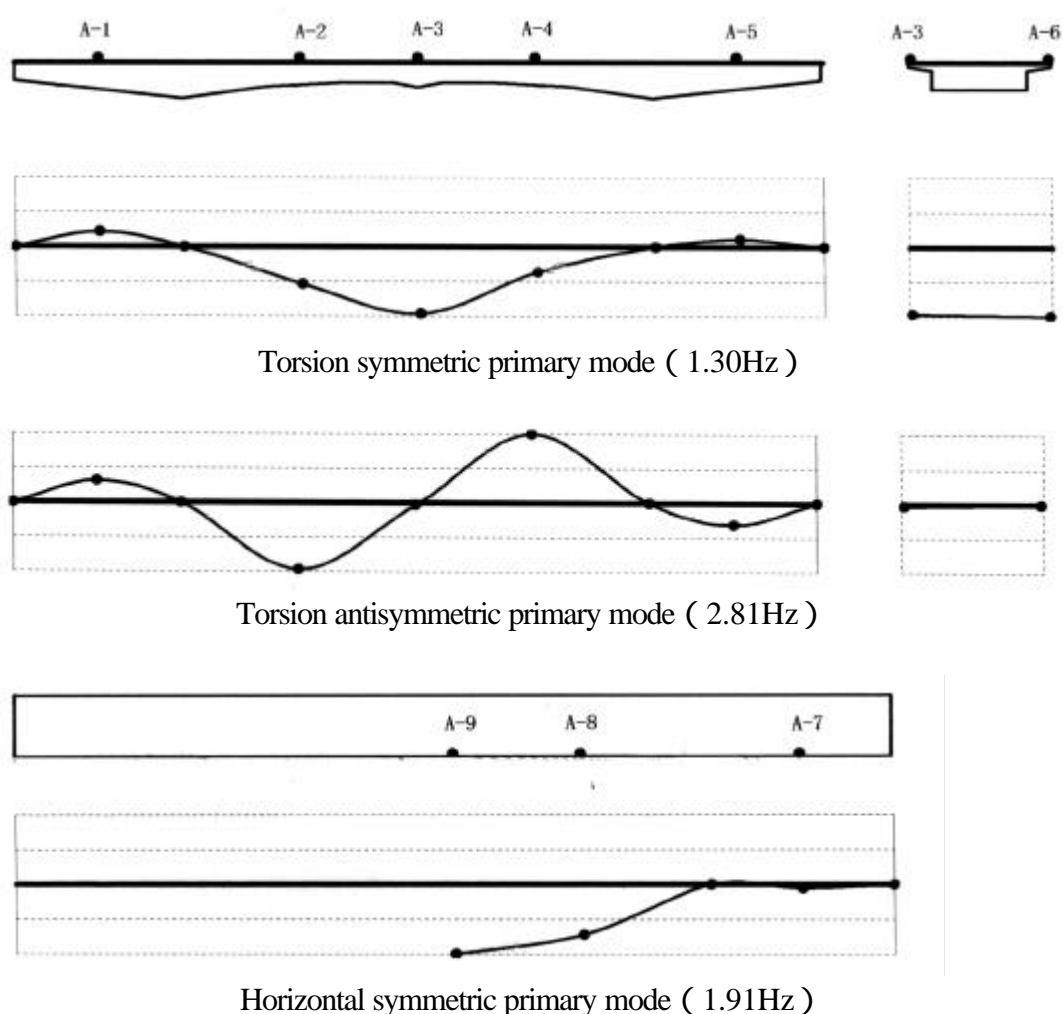 A-1 A-2 A-3 A-4 A-5 A-3 A-6
Torsion symmetric primary mode ( 1.30Hz )
Torsion antisymmetric primary mode ( 2.81Hz )
A-9 A-8 A-7
Horizontal symmetric primary mode ( 1.91Hz )